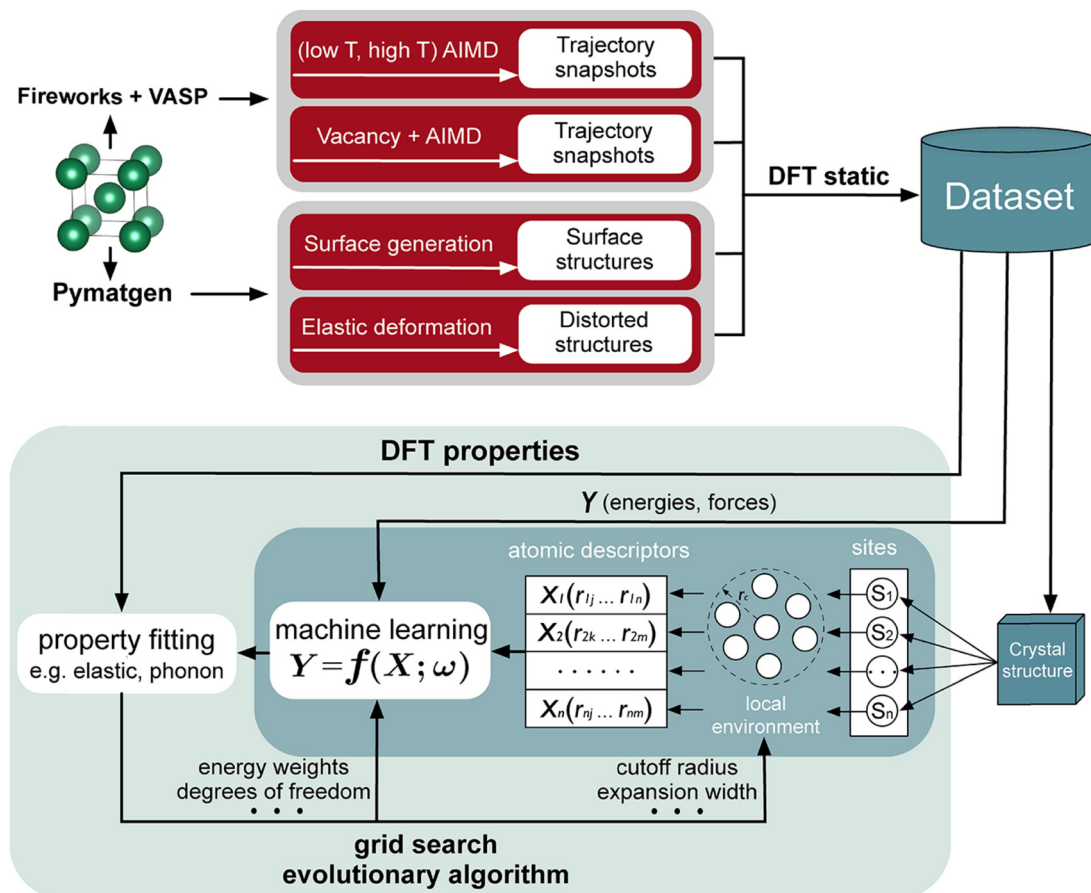 Fireworks + VASP
Pymatgen
(low T, high T) AIMD
Trajectory
snapshots
Vacancy + AIMD
Trajectory
snapshots
Surface generation
Surface
structures
Elastic deformation
Distorted
structures
DFT static
Dataset
DFT properties
Y (energies, forces)
atomic descriptors
sites
X1(r1j ... r1n)
X2(r2k ... r2m)
. . . . . .
Xn(rnj ... rnm)
rc
local
environment
S1
S2
...
Sn
Crystal
structure
machine learning
Y = f(X; ω)
property fitting
e.g. elastic, phonon
energy weights
degrees of freedom
• • •
cutoff radius
expansion width
• • •
grid search
evolutionary algorithm